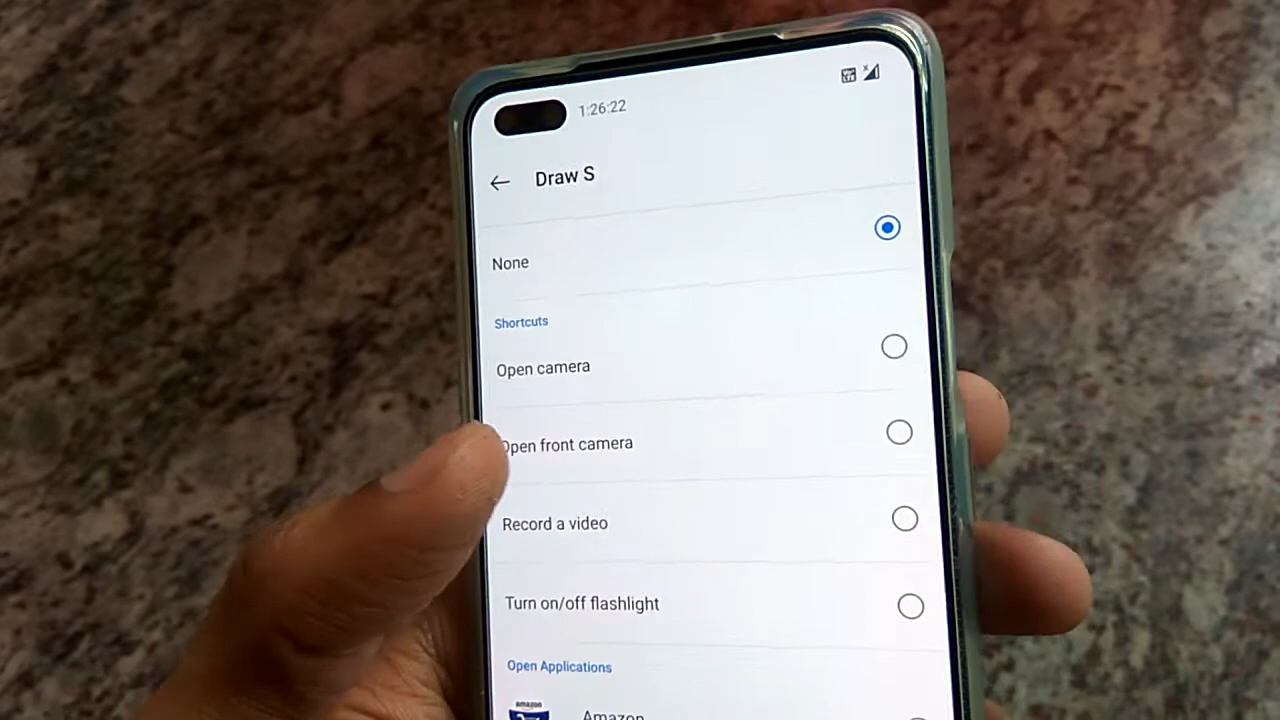 1:26:22
Draw S
None
Shortcuts
Open camera
Open front camera
Record a video
Turn on/off flashlight
Open Applications
amazon
Amazon